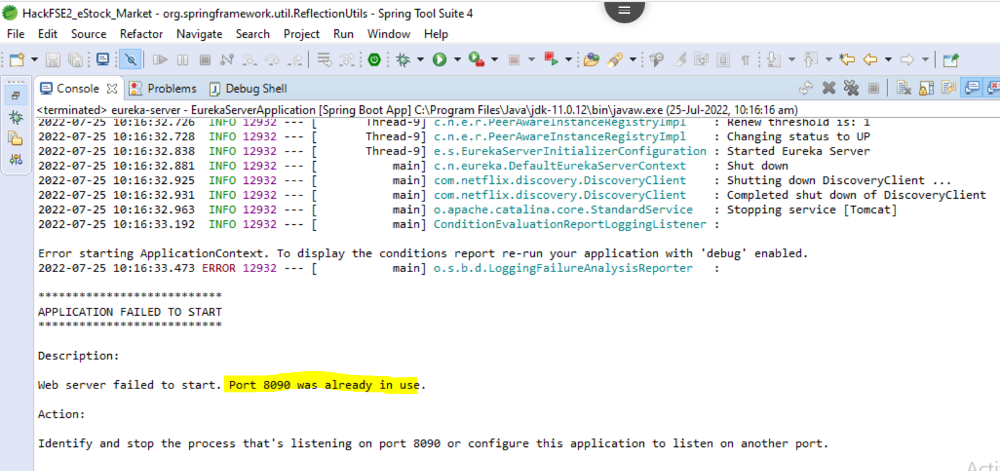 HackFSE2_eStock_Market - org.springframework.util.ReflectionUtils - Spring Tool Suite 4
File Edit Source Refactor Navigate Search Project Run Window Help
Console Problems Debug Shell
<terminated> eureka-server - EurekaServerApplication [Spring Boot App] C:\Program Files\Java\jdk-11.0.12\bin\javaw.exe (25-Jul-2022, 10:16:16 am)
2022-07-25 10:16:32.726  INFO 12932 --- [       Thread-9] c.n.e.r.PeerAwareInstanceRegistryImpl    : Renew threshold is: 1
2022-07-25 10:16:32.728  INFO 12932 --- [       Thread-9] c.n.e.r.PeerAwareInstanceRegistryImpl    : Changing status to UP
2022-07-25 10:16:32.838  INFO 12932 --- [       Thread-9] e.s.EurekaServerInitializerConfiguration : Started Eureka Server
2022-07-25 10:16:32.881  INFO 12932 --- [           main] c.n.eureka.DefaultEurekaServerContext    : Shut down
2022-07-25 10:16:32.925  INFO 12932 --- [           main] com.netflix.discovery.DiscoveryClient    : Shutting down DiscoveryClient ...
2022-07-25 10:16:32.931  INFO 12932 --- [           main] com.netflix.discovery.DiscoveryClient    : Completed shut down of DiscoveryClient
2022-07-25 10:16:32.963  INFO 12932 --- [           main] o.apache.catalina.core.StandardService   : Stopping service [Tomcat]
2022-07-25 10:16:33.192  INFO 12932 --- [           main] ConditionEvaluationReportLoggingListener :
Error starting ApplicationContext. To display the conditions report re-run your application with 'debug' enabled.
2022-07-25 10:16:33.473 ERROR 12932 --- [           main] o.s.b.d.LoggingFailureAnalysisReporter   :
***************************
APPLICATION FAILED TO START
***************************
Description:
Web server failed to start. Port 8090 was already in use.
Action:
Identify and stop the process that's listening on port 8090 or configure this application to listen on another port.